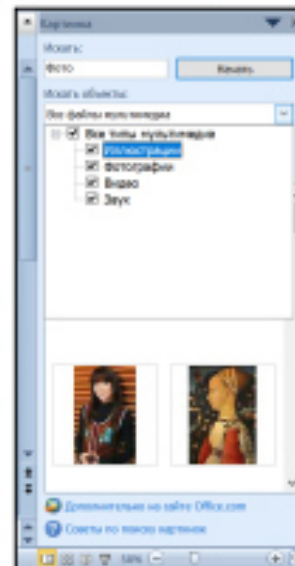 Картинка
Искать:
Фото
Начать
Искать объекты:
Все файлы мультимедиа
Все типы мультимедиа
Иллюстрации
Фотографии
Видео
Звук
Дополнительно на сайте Office.com
Советы по поиску картинок